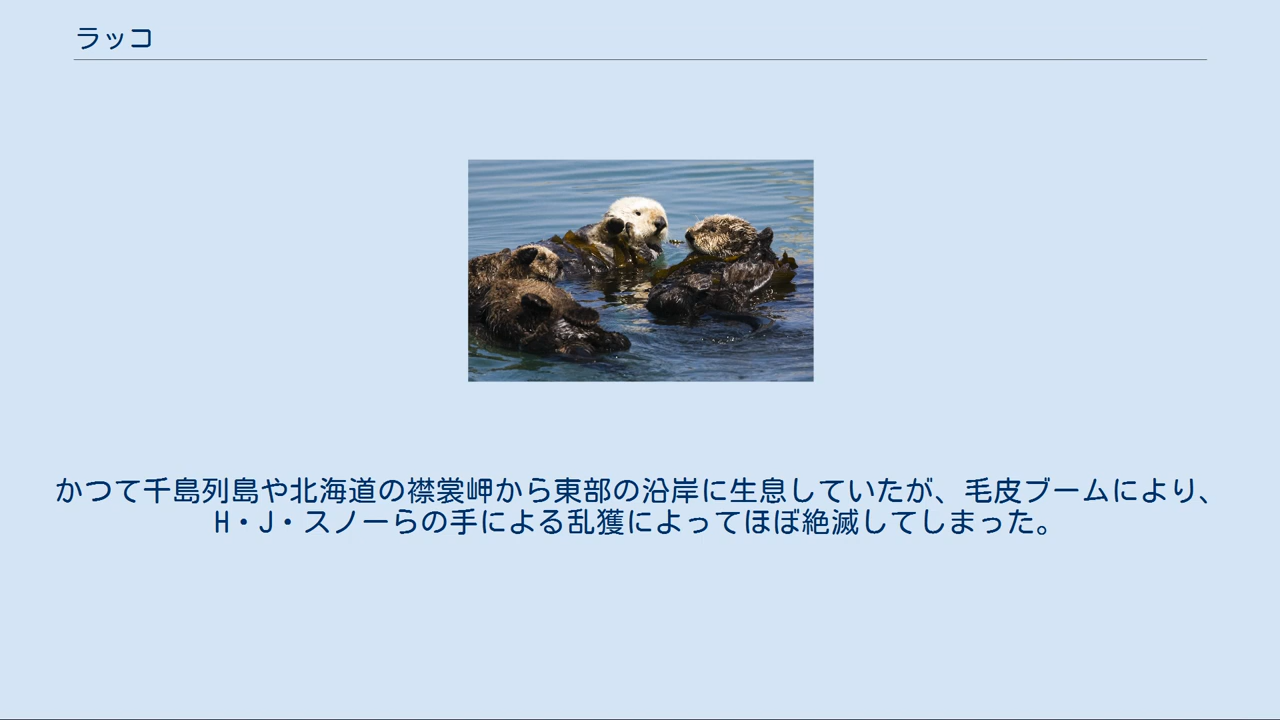 ラッコ
かつて千島列島や北海道の襟裳岬から東部の沿岸に生息していたが、毛皮ブームにより、
H・J・スノーらの手による乱獲によってほぼ絶滅してしまった。